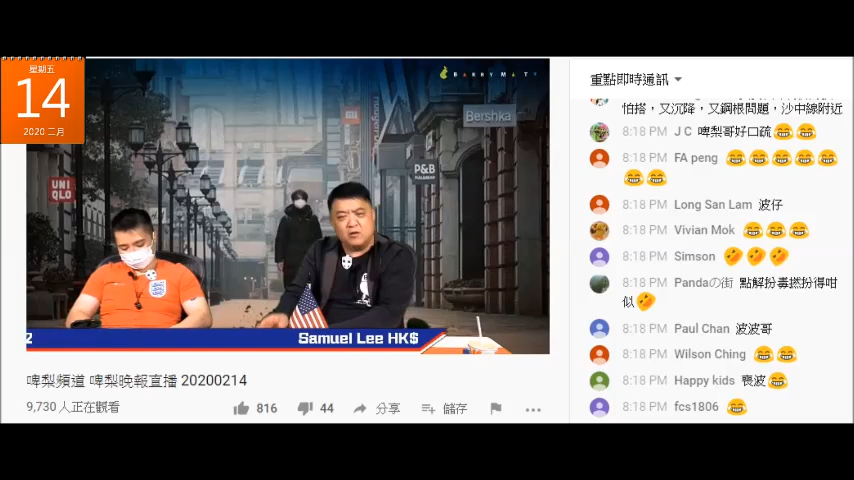 星期五
14
2020 二月
BARRYMATY
UNI
QLO
Bershka
P&B
2
Samuel Lee HK$
啤梨頻道 啤梨晚報直播 20200214
9,730 人正在觀看
816
44
分享
儲存
重點即時通訊
怕搭，又沉降，又鋼根問題，沙中線附近
8:18 PM J C 啤梨哥好口疏😂😂
8:18 PM FA peng 😂😂😂😂😂
😂😂
8:18 PM Long San Lam 波仔
8:18 PM Vivian Mok 😂😂😂
8:18 PM Simson 🤣🤣🤣
8:18 PM Pandaの街 點解扮毒撚扮得咁
似🤣
8:18 PM Paul Chan 波波哥
8:18 PM Wilson Ching 😂😂
8:18 PM Happy kids 喪波😂
8:18 PM fcs1806 😂